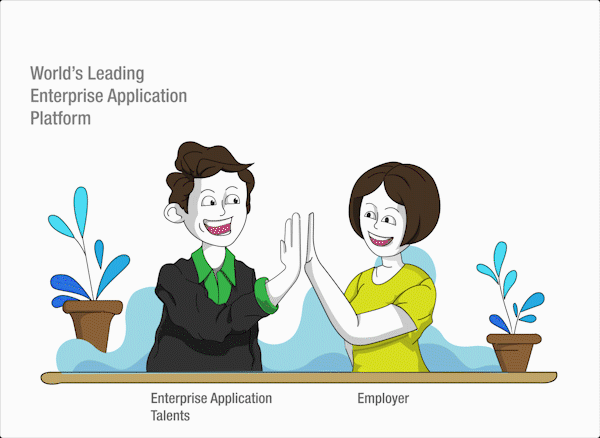 World's Leading
Enterprise Application
Platform
Enterprise Application
Talents
Employer